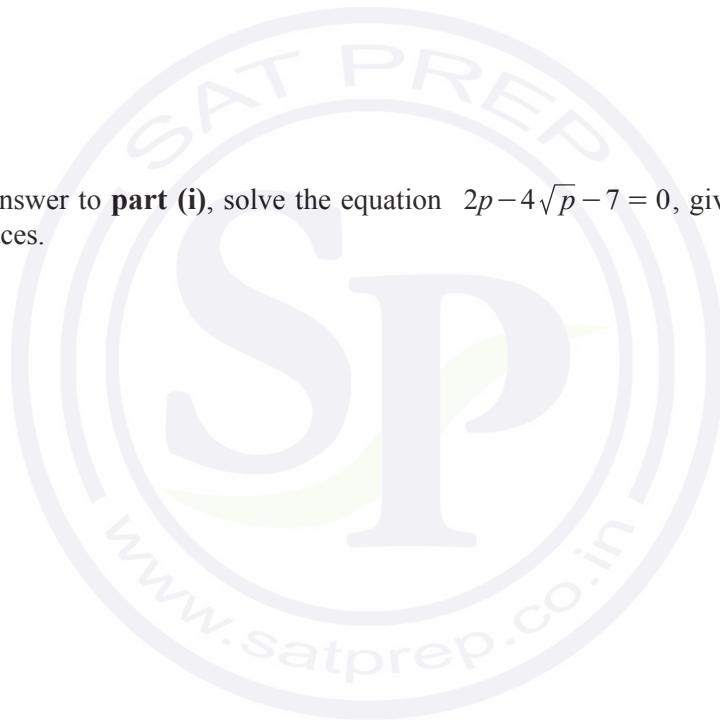 SAT PREP
nswer to part (i), solve the equation 2p−4√p−7=0, giv
ces.
SP
www.satprep.co.in